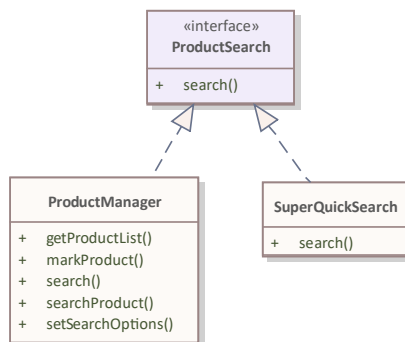 «interface»
ProductSearch
+ search()
ProductManager
+ getProductList()
+ markProduct()
+ search()
+ searchProduct()
+ setSearchOptions()
SuperQuickSearch
+ search()